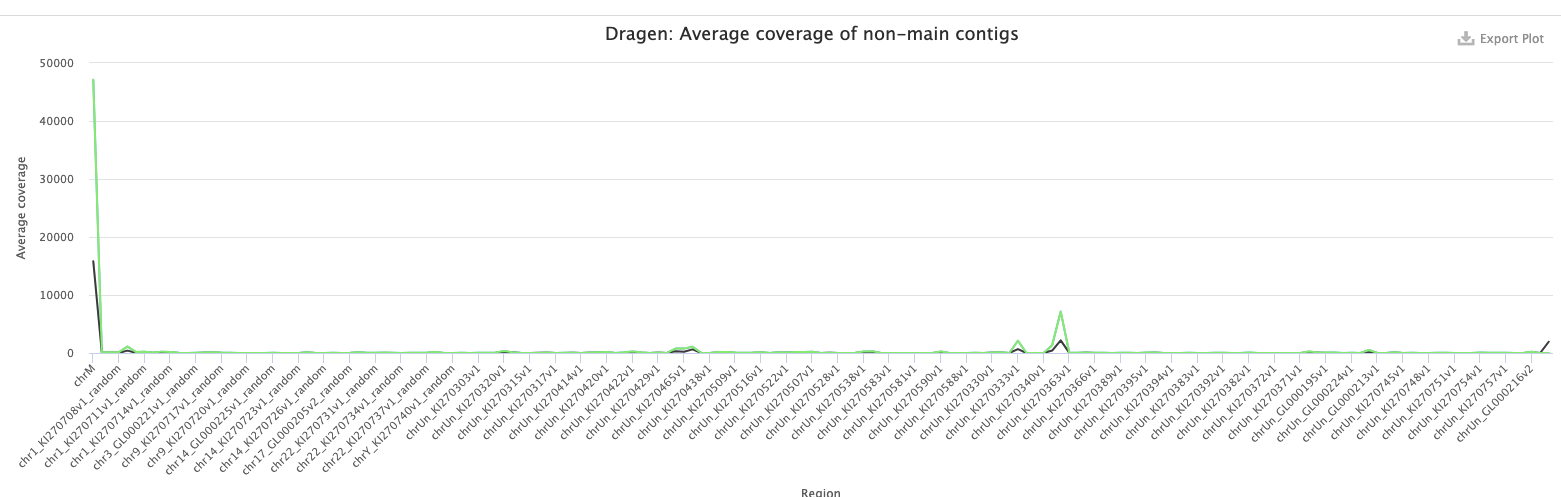 Dragen: Average coverage of non-main contigs
Export Plot
Average coverage
50000
40000
30000
20000
10000
0
chrM
chr1_KI270708v1_random
chr1_KI270711v1_random
chr1_KI270714v1_random
chr3_GL000221v1_random
chr9_KI270717v1_random
chr9_KI270720v1_random
chr14_GL000225v1_random
chr14_KI270723v1_random
chr14_KI270726v1_random
chr17_GL000205v2_random
chr22_KI270731v1_random
chr22_KI270734v1_random
chr22_KI270737v1_random
chrY_KI270740v1_random
chrUn_KI270303v1
chrUn_KI270320v1
chrUn_KI270315v1
chrUn_KI270317v1
chrUn_KI270414v1
chrUn_KI270420v1
chrUn_KI270422v1
chrUn_KI270429v1
chrUn_KI270465v1
chrUn_KI270438v1
chrUn_KI270509v1
chrUn_KI270516v1
chrUn_KI270522v1
chrUn_KI270507v1
chrUn_KI270528v1
chrUn_KI270538v1
chrUn_KI270583v1
chrUn_KI270581v1
chrUn_KI270590v1
chrUn_KI270588v1
chrUn_KI270330v1
chrUn_KI270333v1
chrUn_KI270340v1
chrUn_KI270363v1
chrUn_KI270366v1
chrUn_KI270389v1
chrUn_KI270395v1
chrUn_KI270394v1
chrUn_KI270383v1
chrUn_KI270392v1
chrUn_KI270382v1
chrUn_KI270372v1
chrUn_KI270371v1
chrUn_GL000195v1
chrUn_GL000224v1
chrUn_GL000213v1
chrUn_KI270745v1
chrUn_KI270748v1
chrUn_KI270751v1
chrUn_KI270754v1
chrUn_KI270757v1
chrUn_GL000216v2
Region